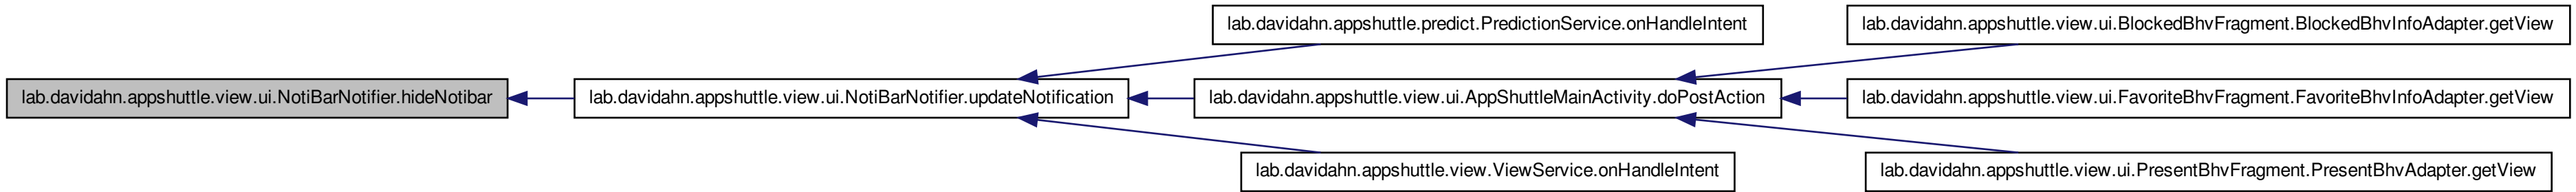 lab.davidahn.appshuttle.view.ui.NotiBarNotifier.hideNotibar
lab.davidahn.appshuttle.view.ui.NotiBarNotifier.updateNotification
lab.davidahn.appshuttle.predict.PredictionService.onHandleIntent
lab.davidahn.appshuttle.view.ui.AppShuttleMainActivity.doPostAction
lab.davidahn.appshuttle.view.ViewService.onHandleIntent
lab.davidahn.appshuttle.view.ui.BlockedBhvFragment.BlockedBhvInfoAdapter.getView
lab.davidahn.appshuttle.view.ui.FavoriteBhvFragment.FavoriteBhvInfoAdapter.getView
lab.davidahn.appshuttle.view.ui.PresentBhvFragment.PresentBhvAdapter.getView